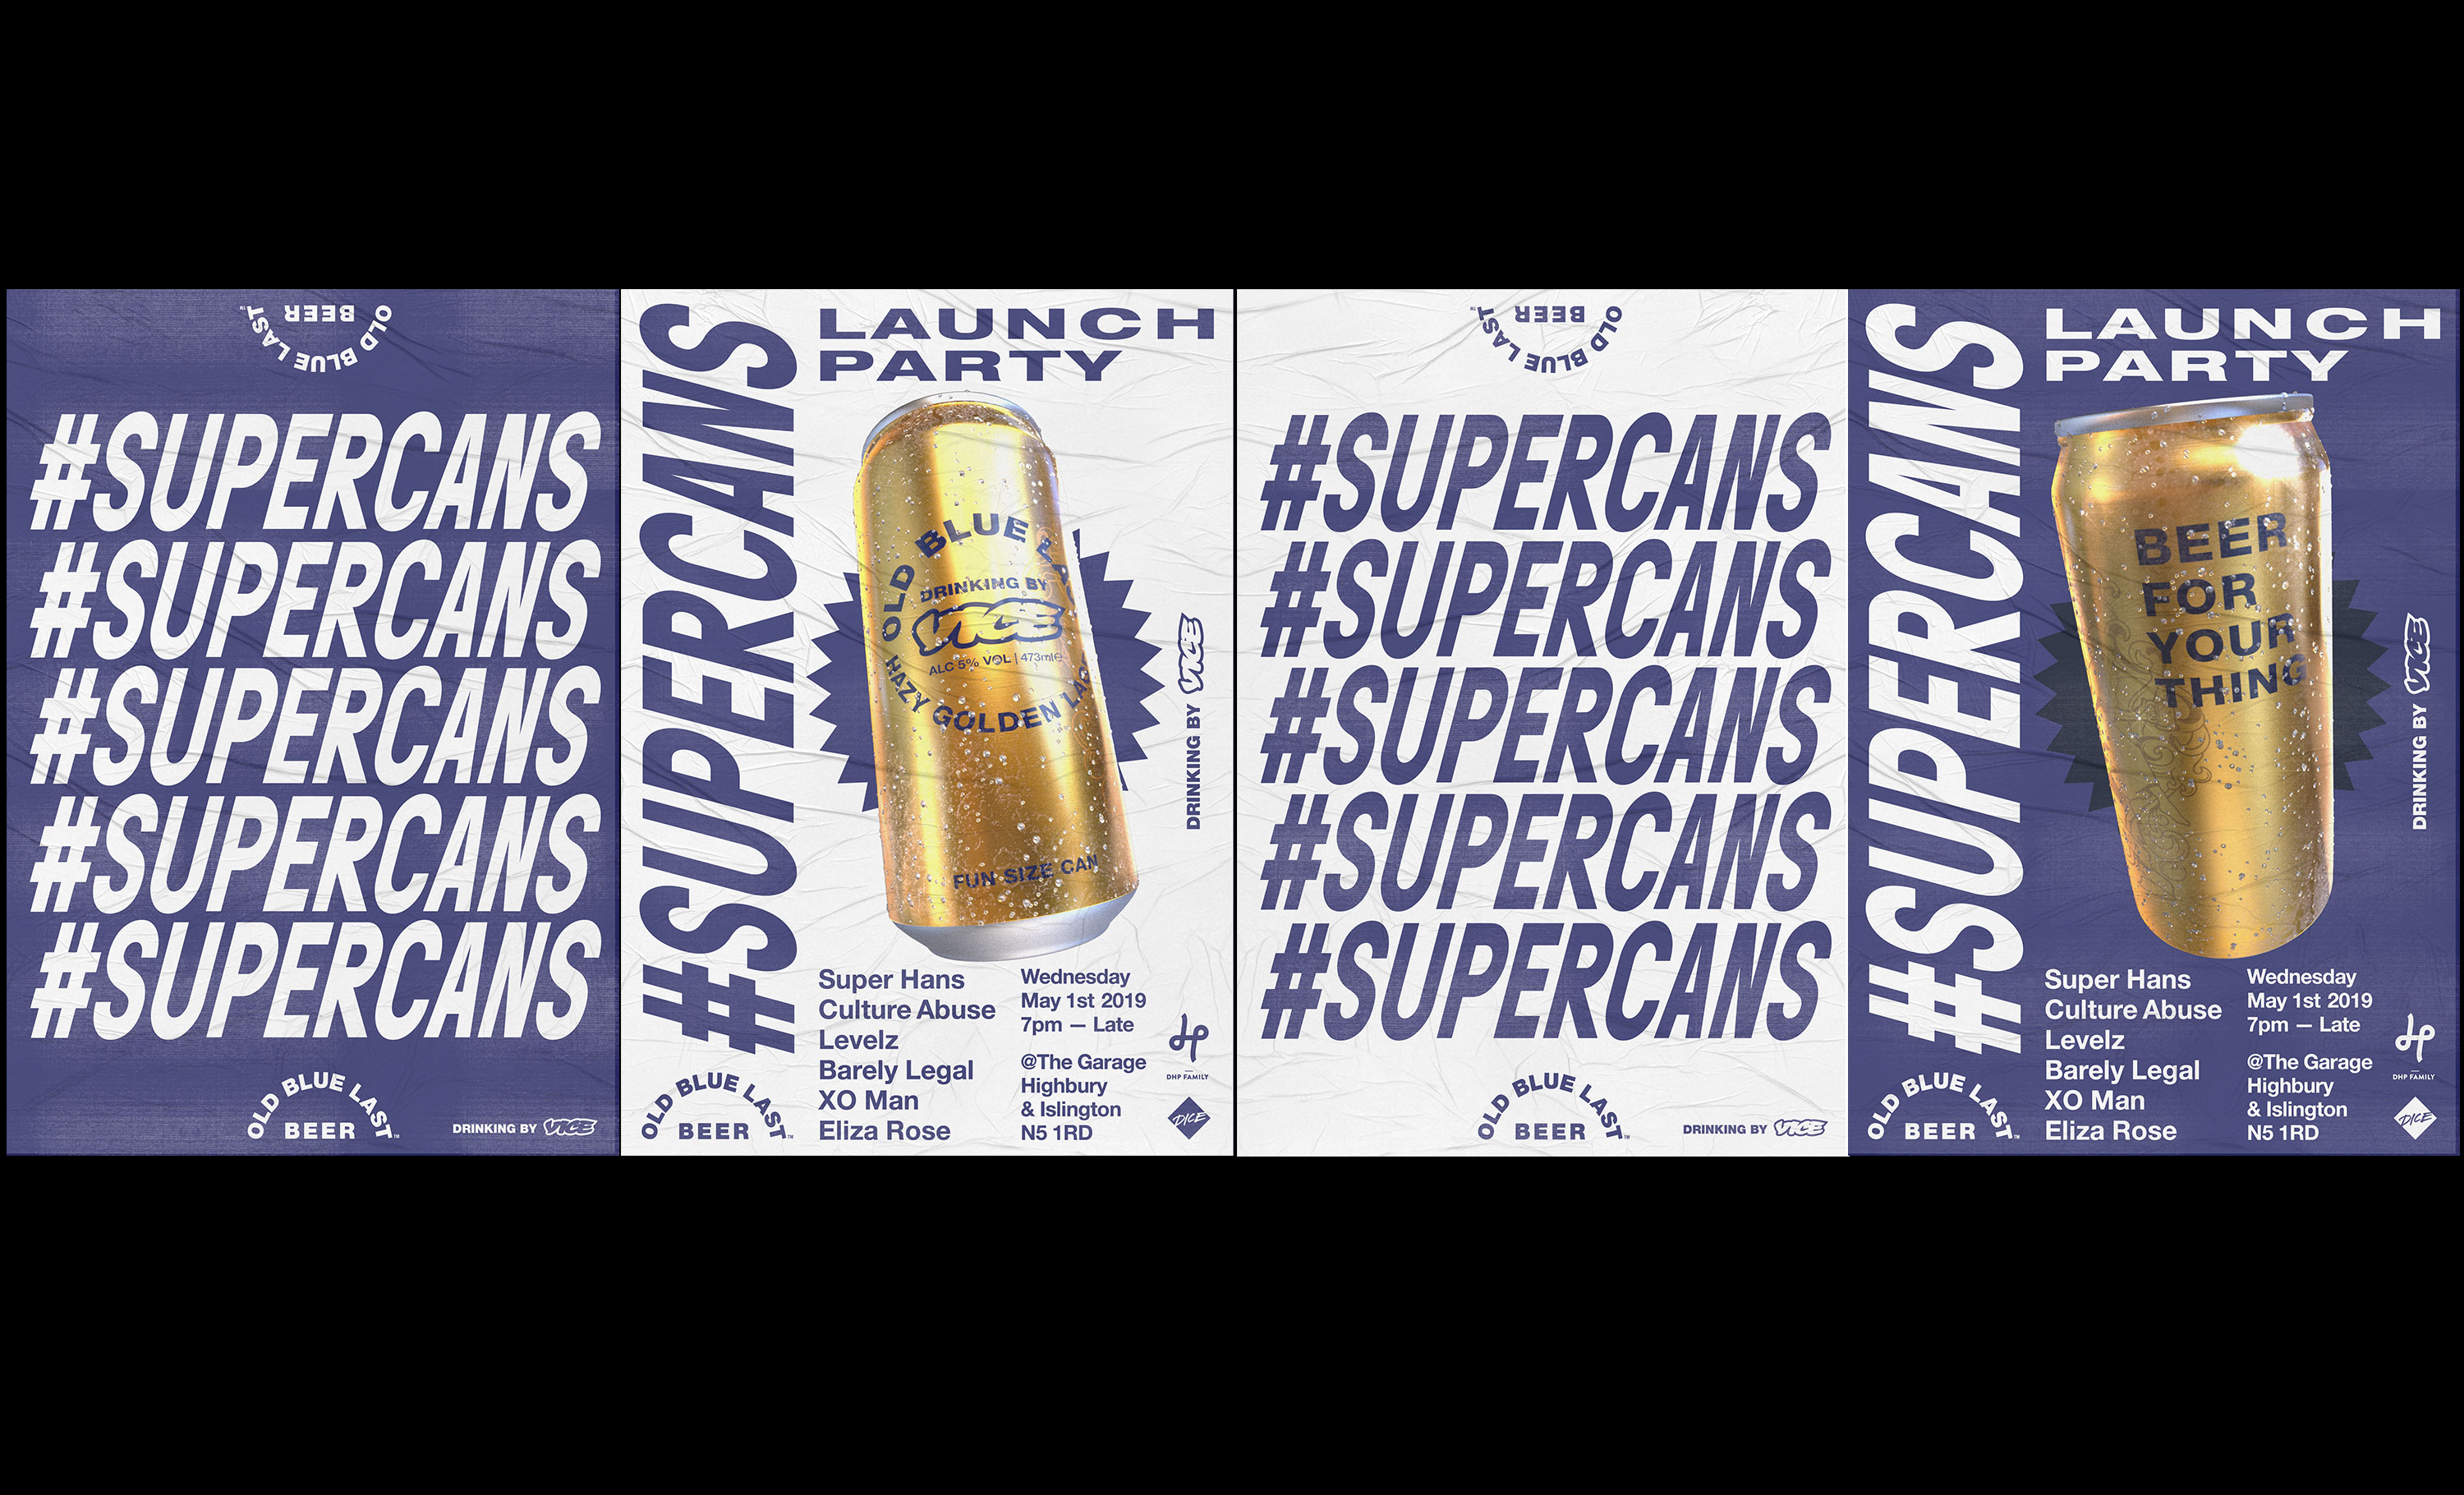 OLD BLUE LAST
BEER
#SUPERCANS
#SUPERCANS
#SUPERCANS
#SUPERCANS
#SUPERCANS
OLD BLUE LAST
BEER
™
DRINKING BY VICE
#SUPERCANS
LAUNCH
PARTY
OLD BLUE
DRINKING BY
VICE
ALC 5% VOL | 473ml℮
HAZY GOLDEN
FUN SIZE CAN
DRINKING BY VICE
Super Hans
Culture Abuse
Levelz
Barely Legal
XO Man
Eliza Rose
Wednesday
May 1st 2019
7pm — Late
@The Garage
Highbury
& Islington
N5 1RD
DHP FAMILY
DICE
OLD BLUE LAST
BEER
™
OLD BLUE LAST
BEER
#SUPERCANS
#SUPERCANS
#SUPERCANS
#SUPERCANS
#SUPERCANS
OLD BLUE LAST
BEER
™
DRINKING BY VICE
#SUPERCANS
LAUNCH
PARTY
BEER
FOR
YOUR
THING
DRINKING BY VICE
Super Hans
Culture Abuse
Levelz
Barely Legal
XO Man
Eliza Rose
Wednesday
May 1st 2019
7pm — Late
@The Garage
Highbury
& Islington
N5 1RD
DHP FAMILY
DICE
OLD BLUE LAST
BEER
™